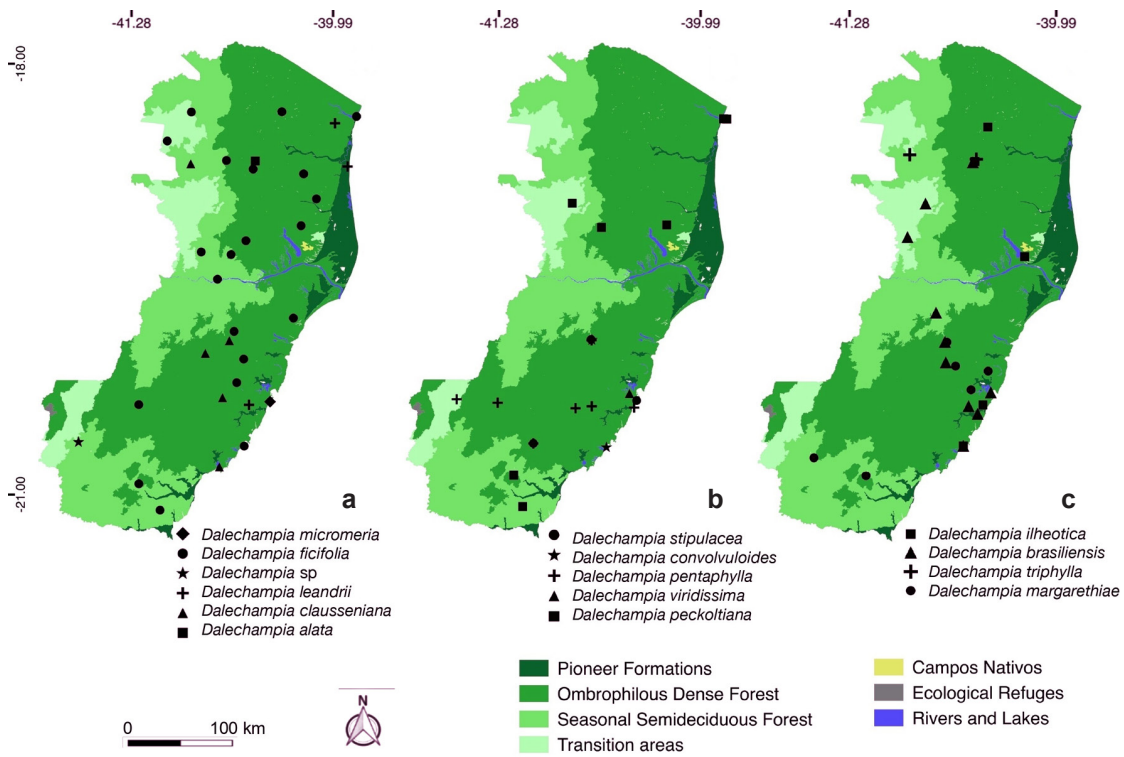 -41.28 -39.99 -41.28 -39.99 -41.28 -39.99
-18.00
-21.00
a
b
c
Dalechampia micromeria
Dalechampia ficifolia
Dalechampia sp
Dalechampia leandrii
Dalechampia clausseniana
Dalechampia alata
Dalechampia stipulacea
Dalechampia convolvuloides
Dalechampia pentaphylla
Dalechampia viridissima
Dalechampia peckoltiana
Dalechampia ilheotica
Dalechampia brasiliensis
Dalechampia triphylla
Dalechampia margarethiae
0 100 km
N
Pioneer Formations
Ombrophilous Dense Forest
Seasonal Semideciduous Forest
Transition areas
Campos Nativos
Ecological Refuges
Rivers and Lakes